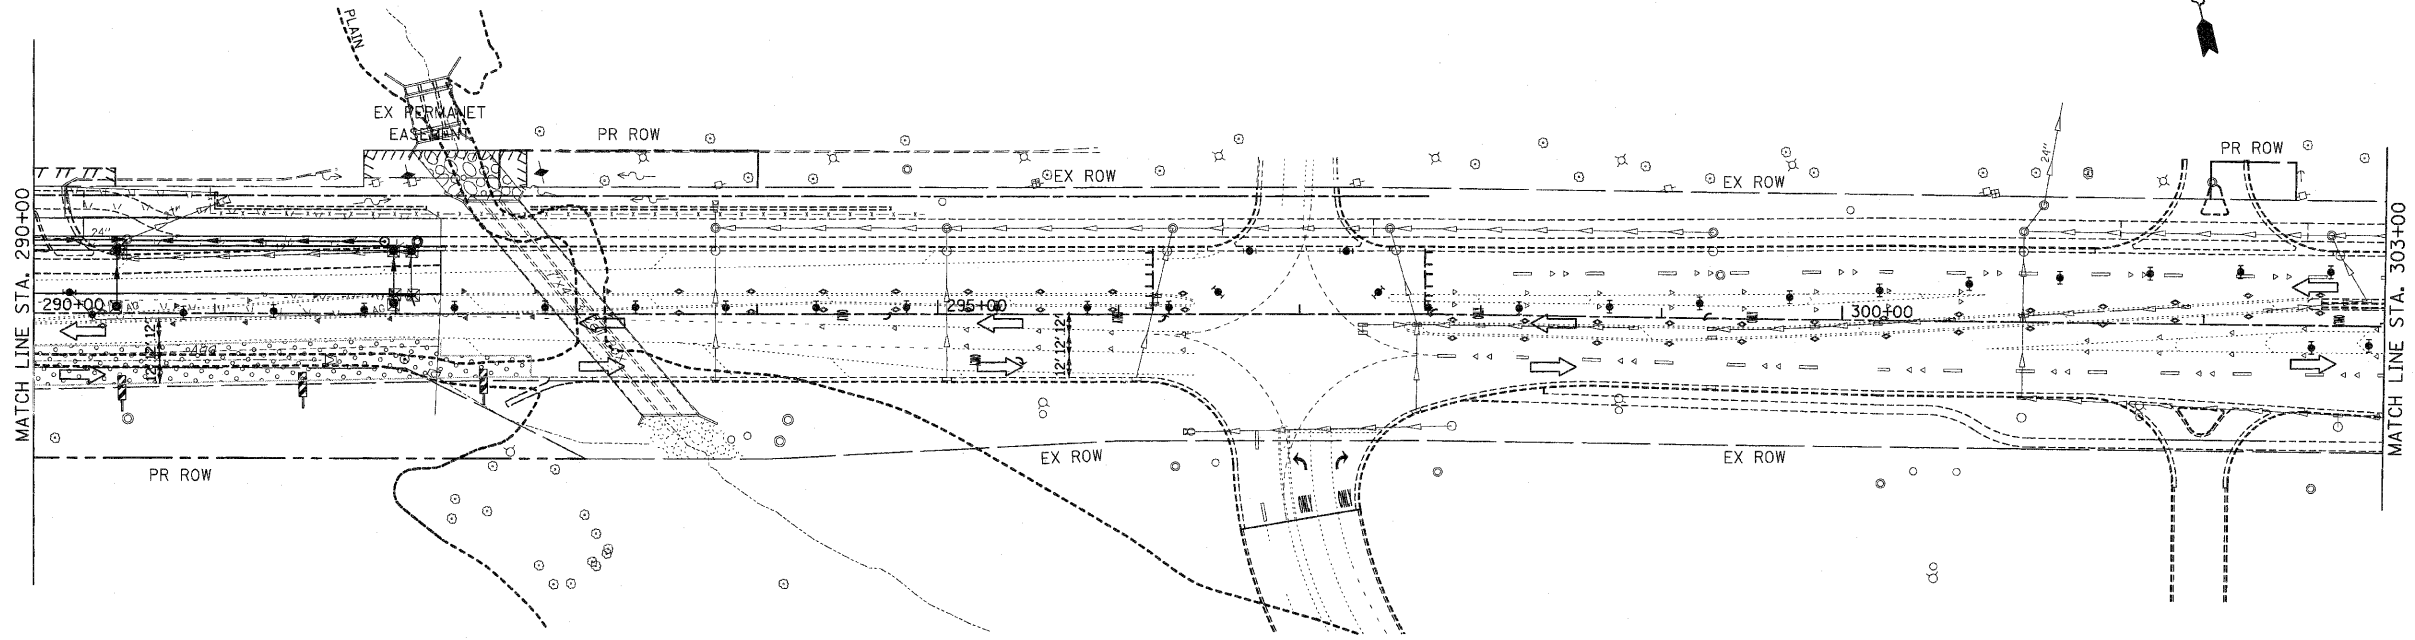 PLAIN
EX PERMANET
EASEMENT
PR ROW
EX ROW
EX ROW
PR ROW
24"
24"
MATCH LINE STA. 290+00
290+00
295+00
300+00
MATCH LINE STA. 303+00
12' 12'
12' 12' 12'
PR ROW
EX ROW
EX ROW